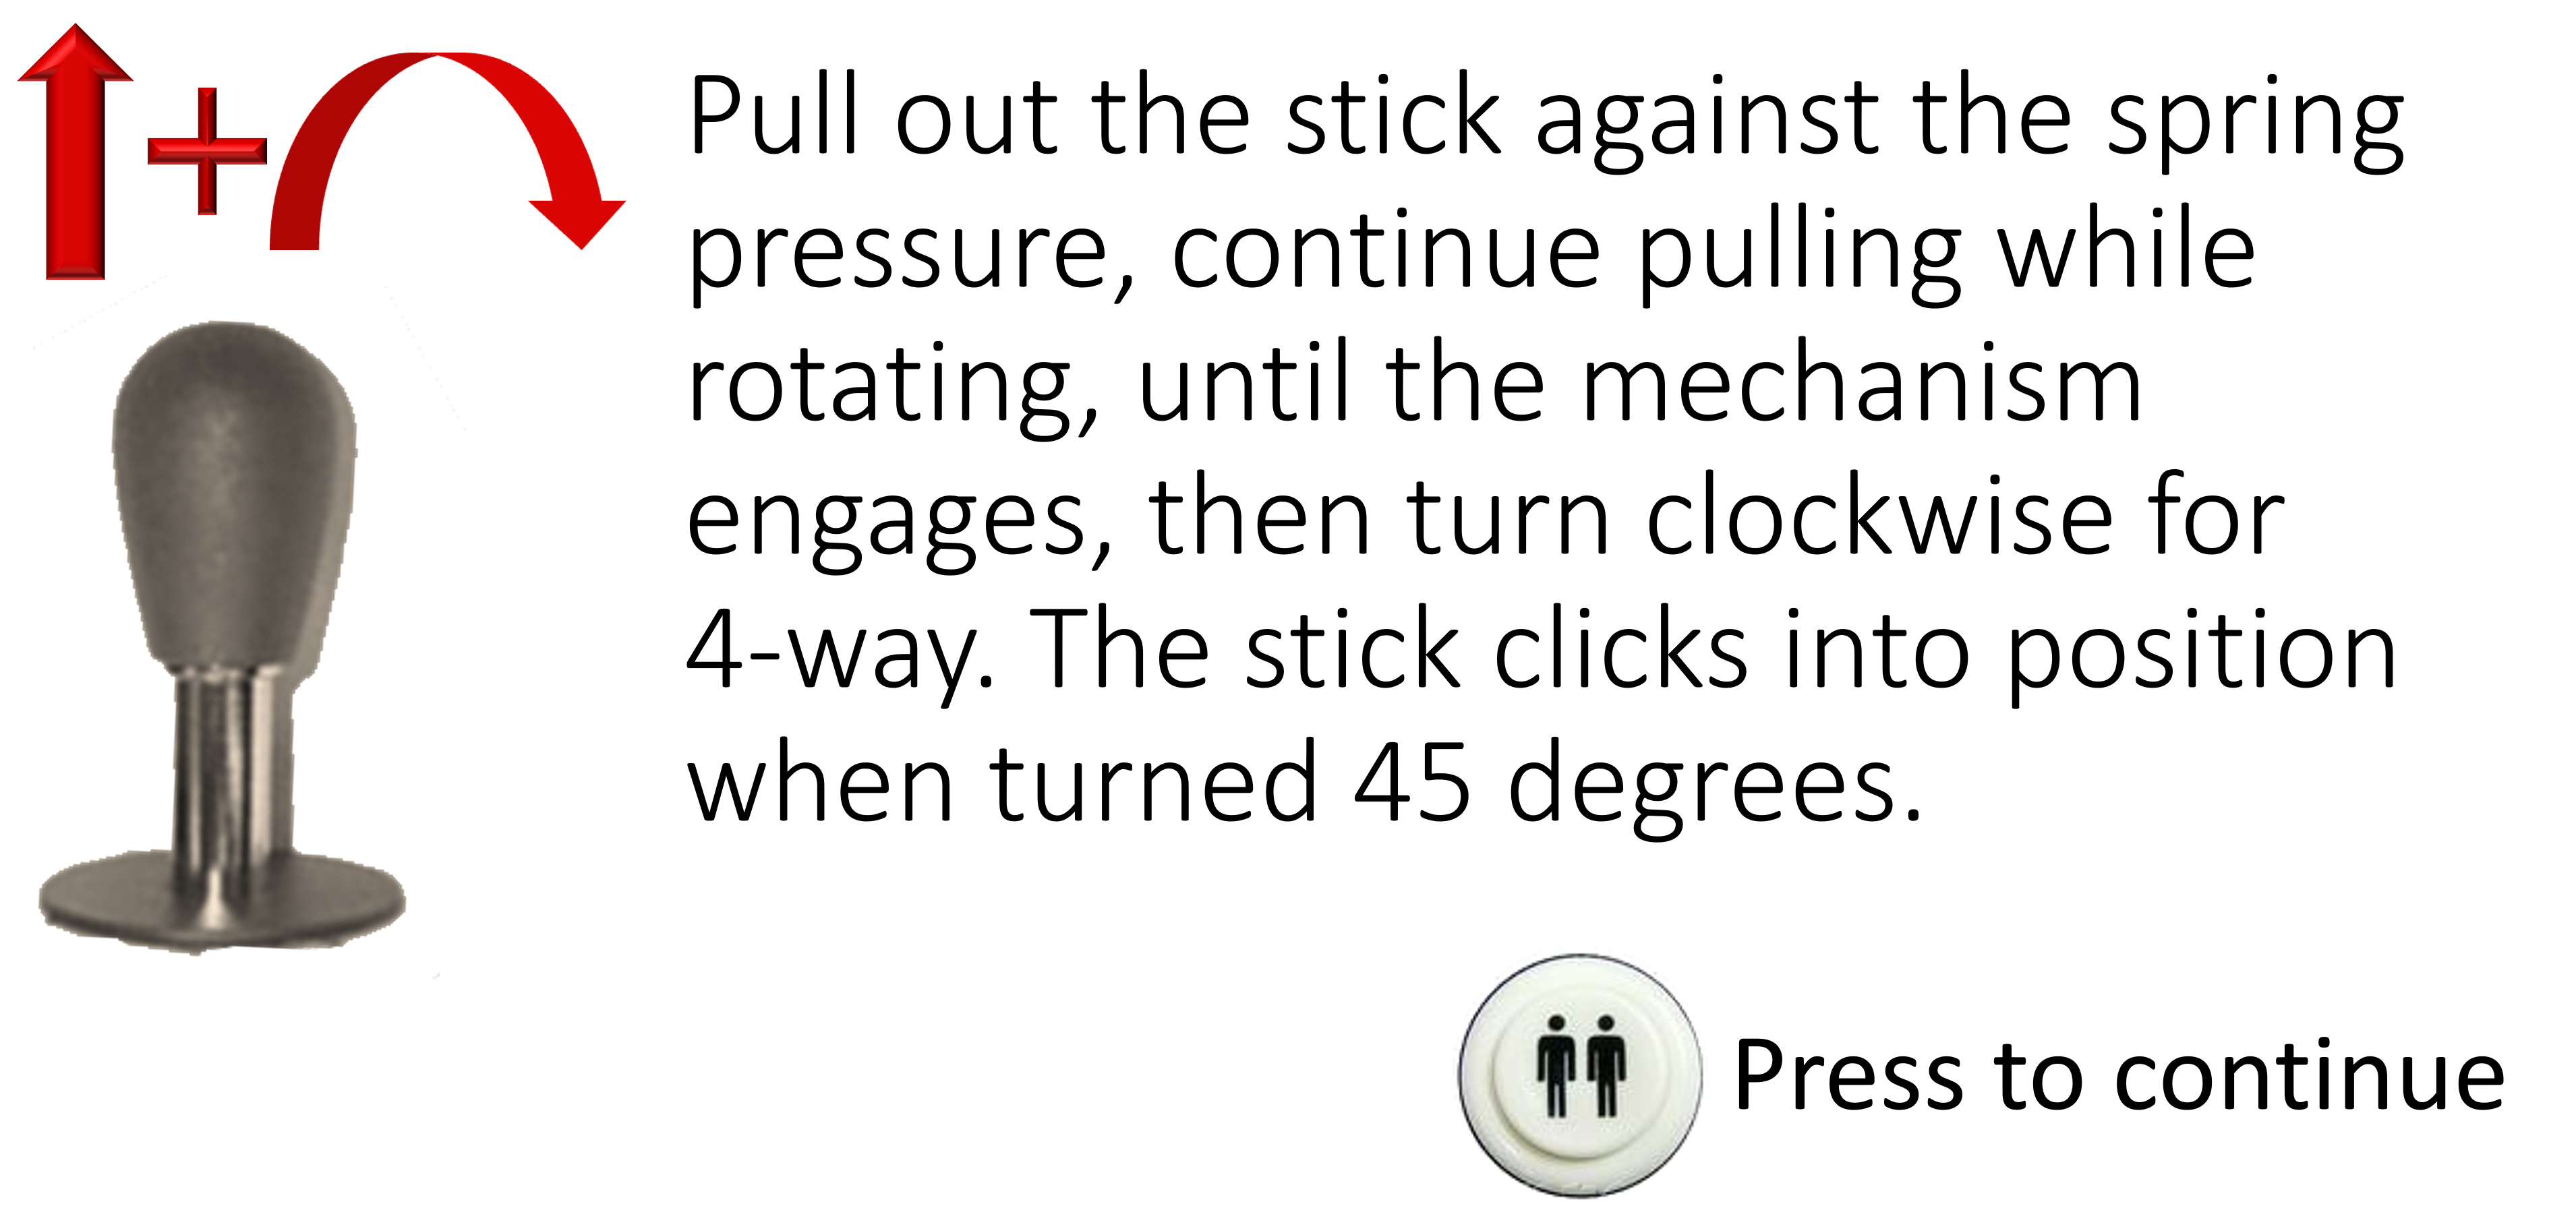 Pull out the stick against the spring
pressure, continue pulling while
rotating, until the mechanism
engages, then turn clockwise for
4-way. The stick clicks into position
when turned 45 degrees.
Press to continue